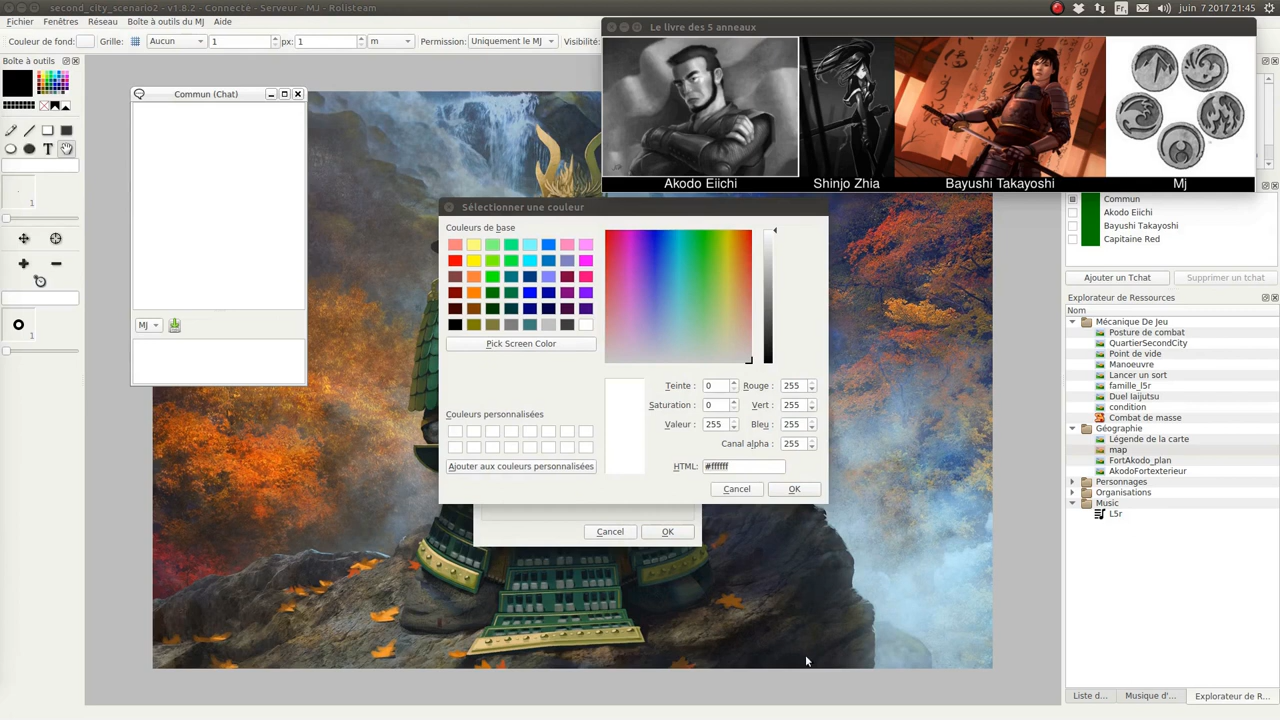 second_city_scenario2 - v1.8.2 - Connecté - Serveur - MJ - Rolisteam
Fr
juin 7 2017 21:45
Fichier Fenêtres Réseau Boîte à outils du MJ Aide
Couleur de fond: Grille: Aucun 1 px: 1 m Permission: Uniquement le MJ Visibilité:
Le livre des 5 anneaux
Akodo Eiichi
Shinjo Zhia
Bayushi Takayoshi
Mj
Boîte à outils
1
1
Commun (Chat)
MJ
Sélectionner une couleur
Couleurs de base
Pick Screen Color
Couleurs personnalisées
Ajouter aux couleurs personnalisées
Teinte : 0 Rouge : 255
Saturation : 0 Vert : 255
Valeur : 255 Bleu : 255
Canal alpha : 255
HTML: #ffffff
Cancel OK
Cancel OK
Commun
Akodo Eiichi
Bayushi Takayoshi
Capitaine Red
Ajouter un Tchat Supprimer un tchat
Explorateur de Ressources
Nom
Mécanique De Jeu
Posture de combat
QuartierSecondCity
Point de vide
Manoeuvre
Lancer un sort
famille_l5r
Duel Iaijutsu
condition
Combat de masse
Géographie
Légende de la carte
map
FortAkodo_plan
AkodoFortexterieur
Personnages
Organisations
Music
L5r
Liste d... Musique d'... Explorateur de R...